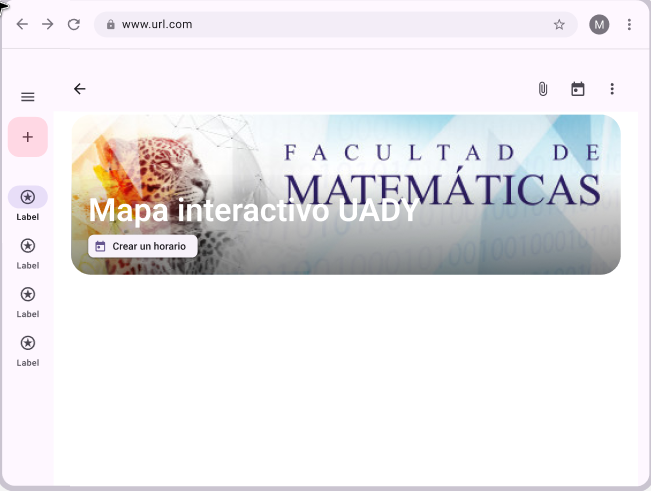 www.url.com
M
FACULTAD DE
MATEMÁTICAS
Mapa interactivo UADY
Crear un horario
Label
Label
Label
Label